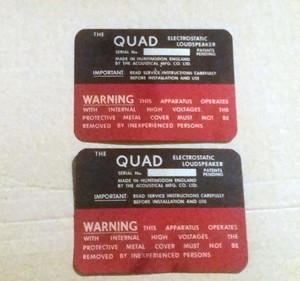 THE QUAD ELECTROSTATIC LOUDSPEAKER
SERIAL No. PATENTS PENDING
MADE IN HUNTINGDON ENGLAND
BY THE ACOUSTICAL MFG. CO. LTD.
IMPORTANT: READ SERVICE INSTRUCTIONS CAREFULLY
BEFORE INSTALLATION AND USE
WARNING THIS APPARATUS OPERATES
WITH INTERNAL HIGH VOLTAGES. THE
PROTECTIVE METAL COVER MUST NOT BE
REMOVED BY INEXPERIENCED PERSONS
THE QUAD ELECTROSTATIC LOUDSPEAKER
SERIAL No. PATENTS PENDING
MADE IN HUNTINGDON ENGLAND
BY THE ACOUSTICAL MFG. CO. LTD.
IMPORTANT: READ SERVICE INSTRUCTIONS CAREFULLY
BEFORE INSTALLATION AND USE
WARNING THIS APPARATUS OPERATES
WITH INTERNAL HIGH VOLTAGES. THE
PROTECTIVE METAL COVER MUST NOT BE
REMOVED BY INEXPERIENCED PERSONS